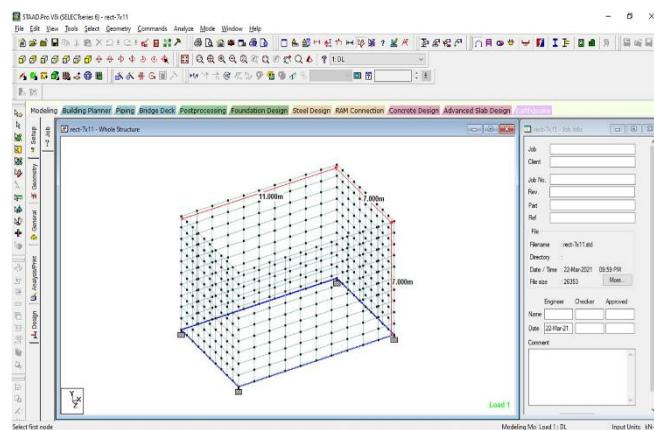 STAAD.Pro V8i (SELECTseries 6) - rect-7x11
File Edit View Tools Select Geometry Commands Analyze Mode Window Help
1: DL
Modeling Building Planner Piping Bridge Deck Postprocessing Foundation Design Steel Design RAM Connection Concrete Design Advanced Slab Design
Job
Setup
Geometry
General
Analysis/Print
Design
rect-7x11 - Whole Structure
11.000m
7.000m
7.000m
Load 1
rect-7x11 - Job Info
Job
Client
Job No.
Rev.
Part
Ref
File
Filename rect-7x11.std
Directory :
Date / Time 22-Mar-2021 09:59 PM
File size : 26353 More...
Engineer Checker Approved
Name
Date 22-Mar-21
Comment
Select first node
Modeling Mo Load 1 : DL Input Units: kN-